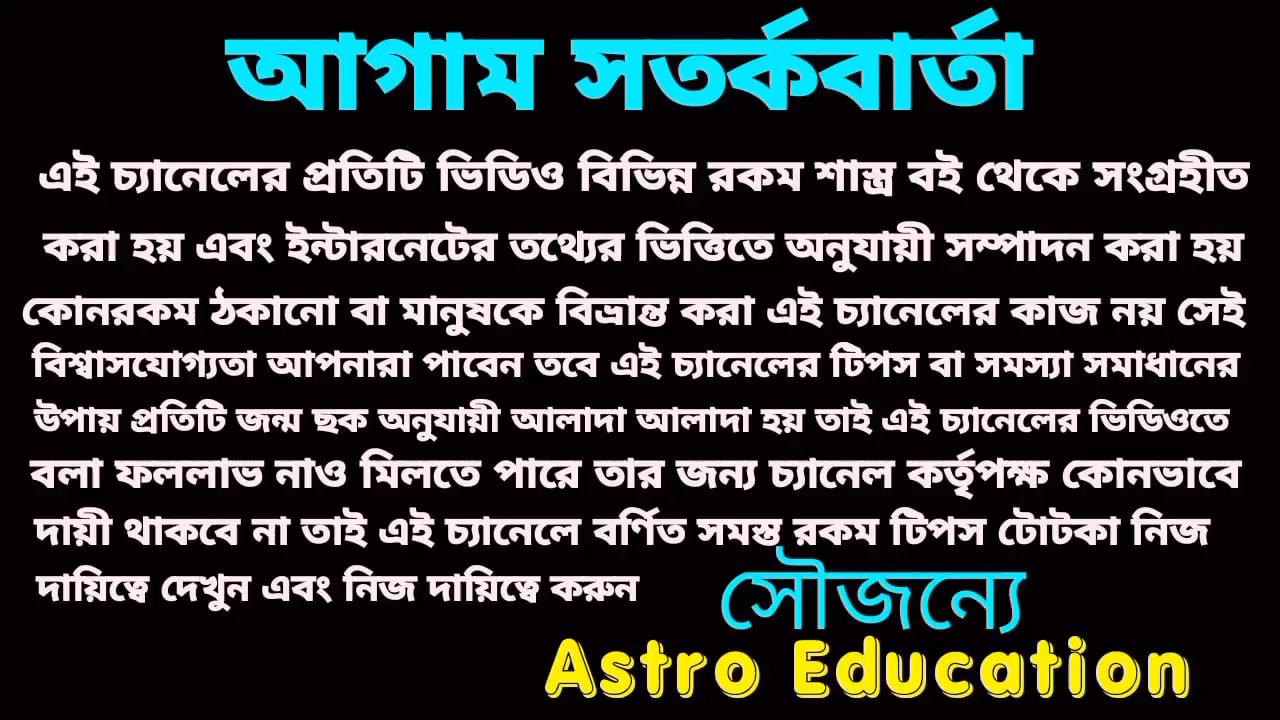 আগাম সতর্কবার্তা
এই চ্যানেলের প্রতিটি ভিডিও বিভিন্ন রকম শাস্ত্র বই থেকে সংগ্রহীত
করা হয় এবং ইন্টারনেটের তথ্যের ভিত্তিতে অনুযায়ী সম্পাদন করা হয়
কোনরকম ঠকানো বা মানুষকে বিভ্রান্ত করা এই চ্যানেলের কাজ নয় সেই
বিশ্বাসযোগ্যতা আপনারা পাবেন তবে এই চ্যানেলের টিপস বা সমস্যা সমাধানের
উপায় প্রতিটি জন্ম ছক অনুযায়ী আলাদা আলাদা হয় তাই এই চ্যানেলের ভিডিওতে
বলা ফললাভ নাও মিলতে পারে তার জন্য চ্যানেল কর্তৃপক্ষ কোনভাবে
দায়ী থাকবে না তাই এই চ্যানেলে বর্ণিত সমস্ত রকম টিপস টোটকা নিজ
দায়িত্বে দেখুন এবং নিজ দায়িত্বে করুন
সৌজন্যে
Astro Education